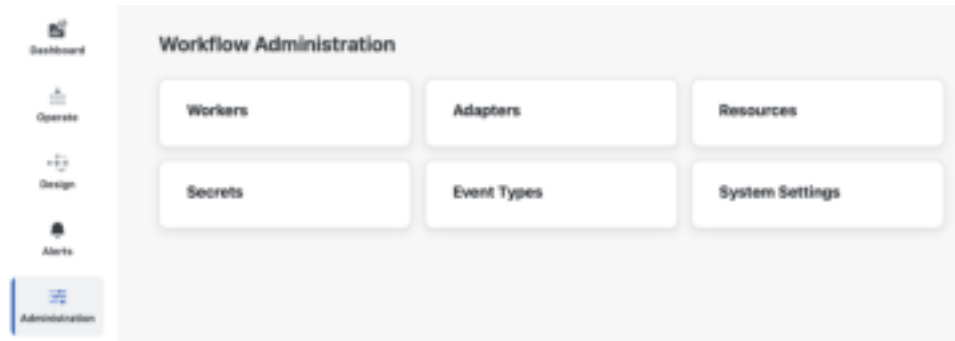 Dashboard
Operate
Design
Alerts
Administration
Workflow Administration
Workers
Adapters
Resources
Secrets
Event Types
System Settings